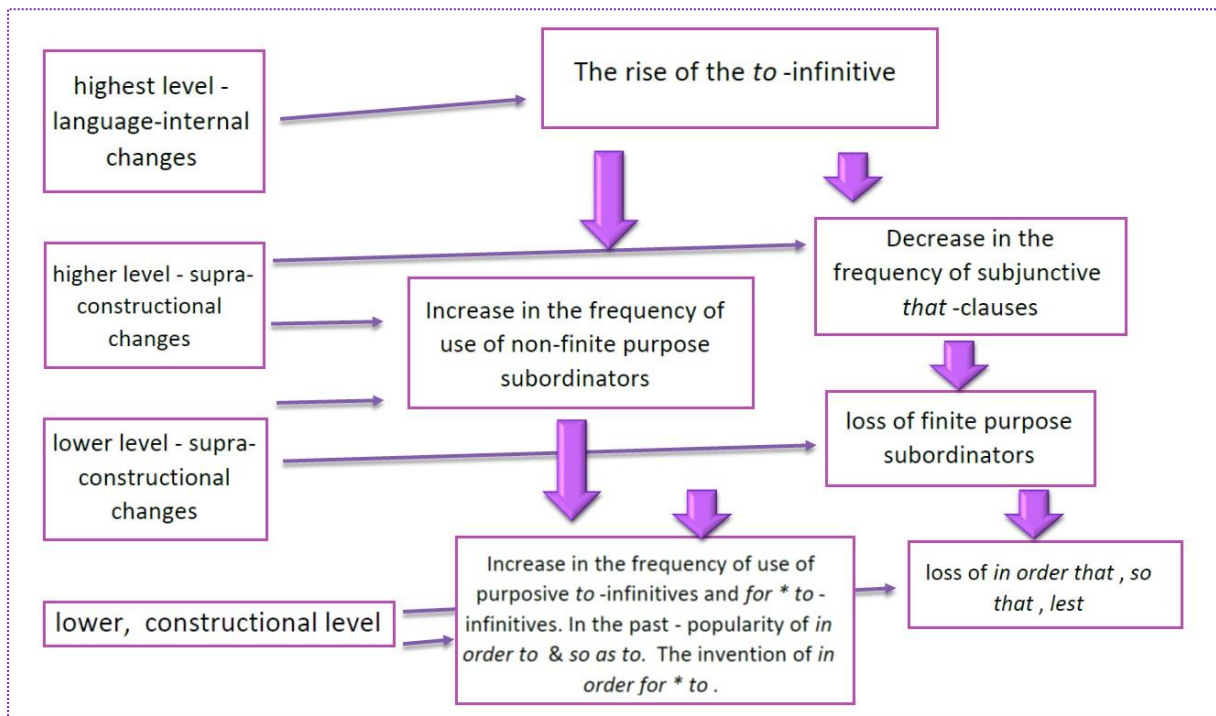 highest level -
language-internal
changes
The rise of the to -infinitive
higher level - supra-
constructional
changes
Increase in the frequency of
use of non-finite purpose
subordinators
Decrease in the
frequency of subjunctive
that -clauses
lower level - supra-
constructional
changes
loss of finite purpose
subordinators
lower, constructional level
Increase in the frequency of use of
purposive to -infinitives and for * to -
infinitives. In the past - popularity of in
order to & so as to. The invention of in
order for * to .
loss of in order that , so
that , lest